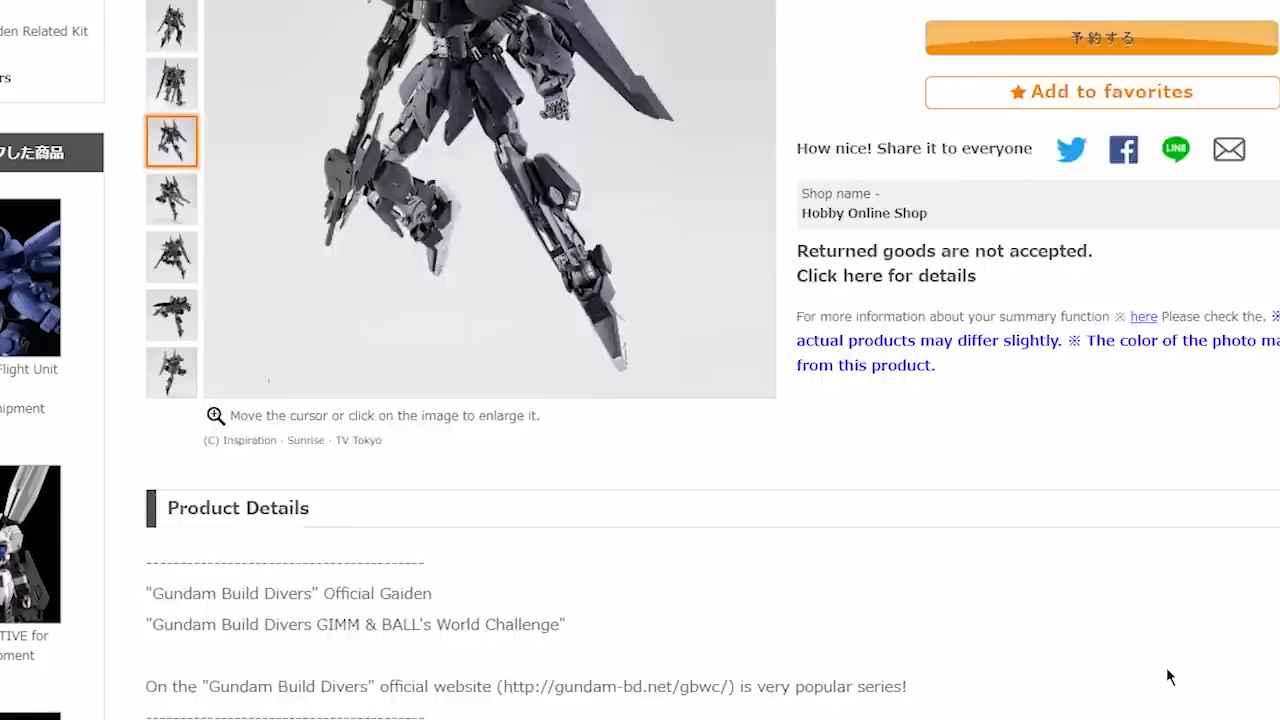 den Related Kit
rs
クした商品
Flight Unit
uipment
TIVE for
pment
予約する
Add to favorites
How nice! Share it to everyone
LINE
Shop name -
Hobby Online Shop
Returned goods are not accepted.
Click here for details
For more information about your summary function ※ here Please check the. ※
actual products may differ slightly. ※ The color of the photo ma
from this product.
Move the cursor or click on the image to enlarge it.
(C) Inspiration · Sunrise · TV Tokyo
Product Details
----------------------------------------
"Gundam Build Divers" Official Gaiden
"Gundam Build Divers GIMM & BALL's World Challenge"
On the "Gundam Build Divers" official website (http://gundam-bd.net/gbwc/) is very popular series!
----------------------------------------